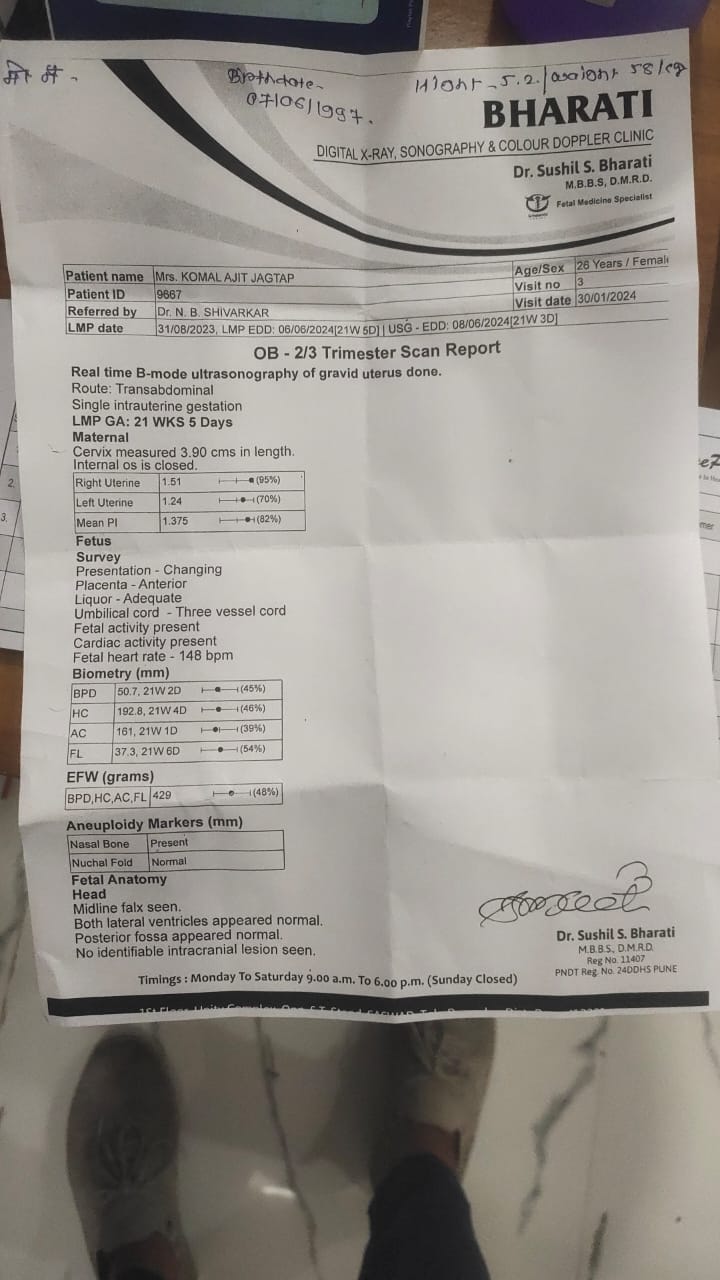 Birthdate-
07/06/1997.
5.2./ 58/kg
BHARATI
DIGITAL X-RAY, SONOGRAPHY & COLOUR DOPPLER CLINIC
Dr. Sushil S. Bharati
M.B.B.S, D.M.R.D.
Fetal Medicine Specialist
Patient name Mrs. KOMAL AJIT JAGTAP Age/Sex 26 Years / Female
Patient ID 9667 Visit no 3
Referred by Dr. N. B. SHIVARKAR Visit date 30/01/2024
LMP date 31/08/2023, LMP EDD: 06/06/2024[21W 5D] | USG - EDD: 08/06/2024[21W 3D]
OB - 2/3 Trimester Scan Report
Real time B-mode ultrasonography of gravid uterus done.
Route: Transabdominal
Single intrauterine gestation
LMP GA: 21 WKS 5 Days
Maternal
Cervix measured 3.90 cms in length.
Internal os is closed.
Right Uterine 1.51 (95%)
Left Uterine 1.24 (70%)
Mean PI 1.375 (82%)
Fetus
Survey
Presentation - Changing
Placenta - Anterior
Liquor - Adequate
Umbilical cord - Three vessel cord
Fetal activity present
Cardiac activity present
Fetal heart rate - 148 bpm
Biometry (mm)
BPD 50.7, 21W 2D (45%)
HC 192.8, 21W 4D (46%)
AC 161, 21W 1D (39%)
FL 37.3, 21W 6D (54%)
EFW (grams)
BPD,HC,AC,FL 429 (48%)
Aneuploidy Markers (mm)
Nasal Bone Present
Nuchal Fold Normal
Fetal Anatomy
Head
Midline falx seen.
Both lateral ventricles appeared normal.
Posterior fossa appeared normal.
No identifiable intracranial lesion seen.
Dr. Sushil S. Bharati
M.B.B.S., D.M.R.D.
Reg No. 11407
PNDT Reg. No. 24DDHS PUNE
Timings : Monday To Saturday 9.00 a.m. To 6.00 p.m. (Sunday Closed)